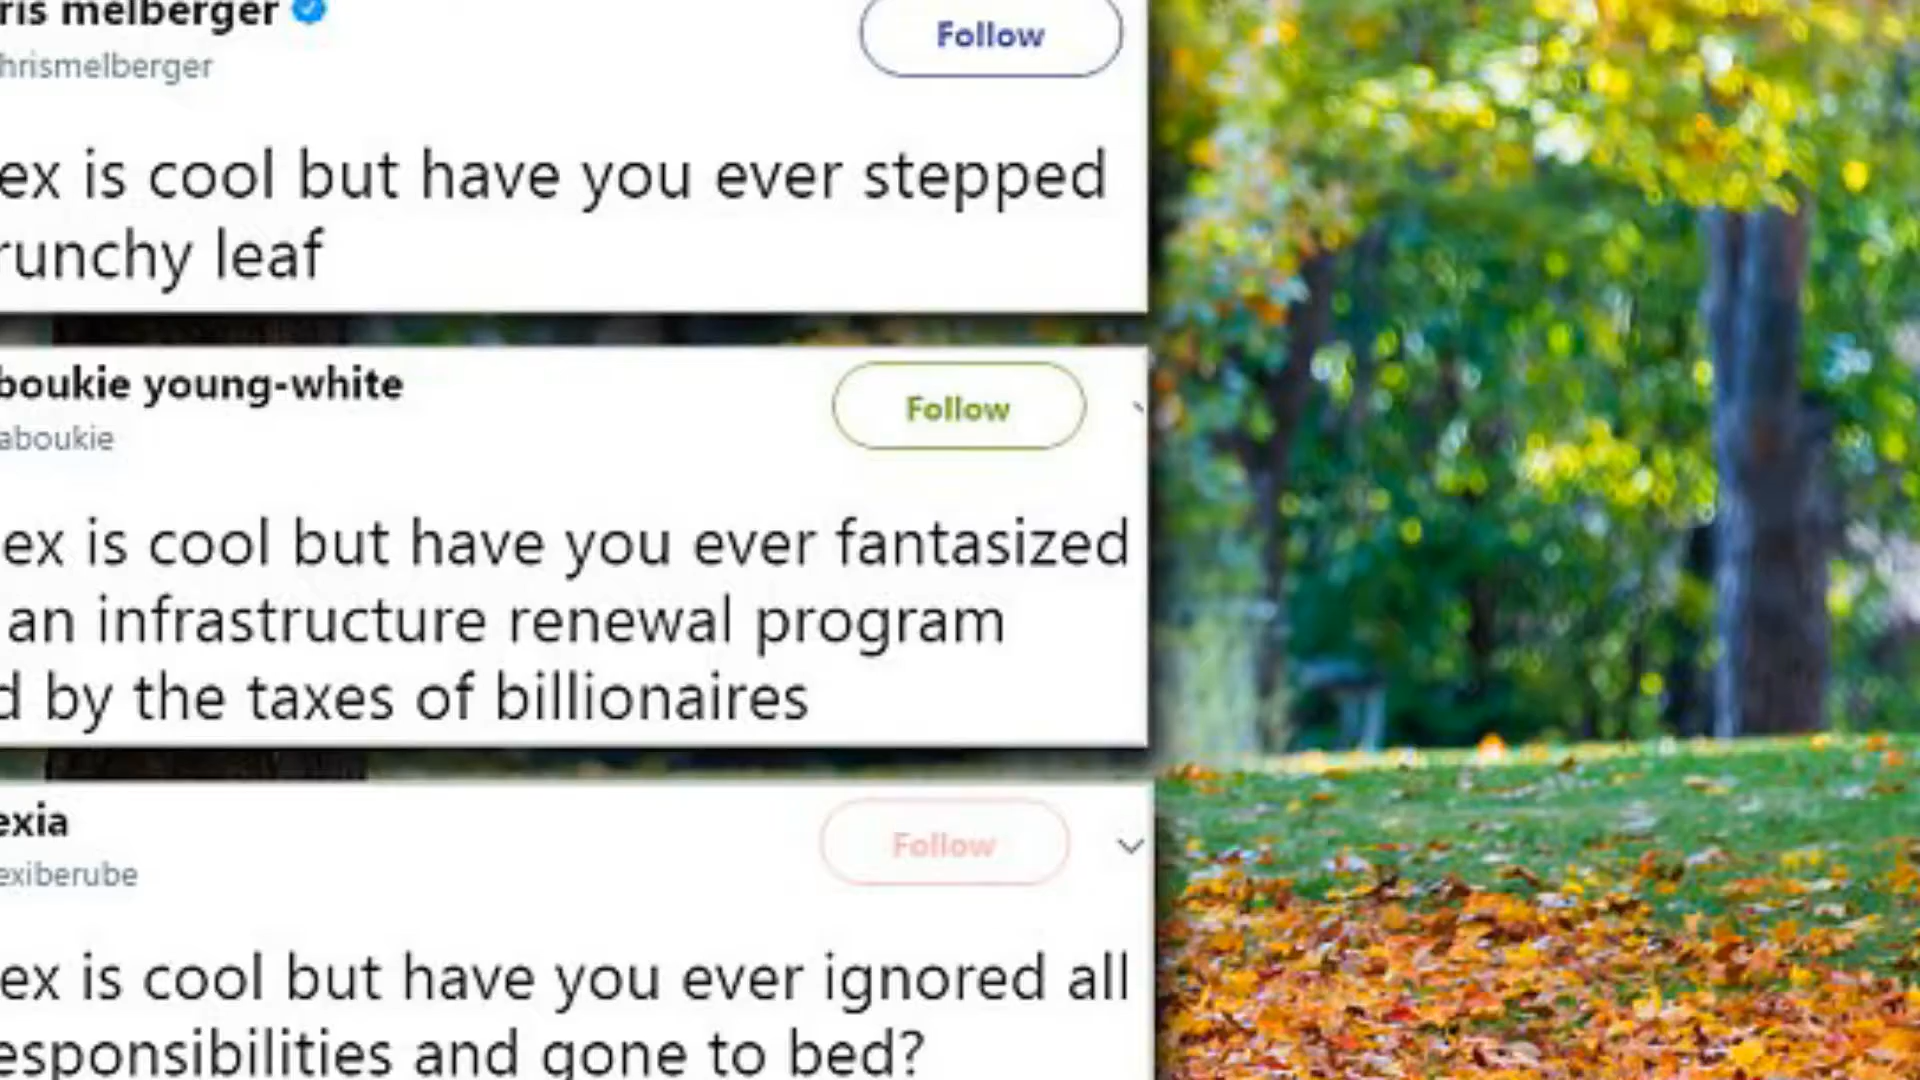 ris melberger
hrismelberger
Follow
ex is cool but have you ever stepped
runchy leaf
boukie young-white
aboukie
Follow
ex is cool but have you ever fantasized
an infrastructure renewal program
d by the taxes of billionaires
exia
exiberube
Follow
ex is cool but have you ever ignored all
esponsibilities and gone to bed?